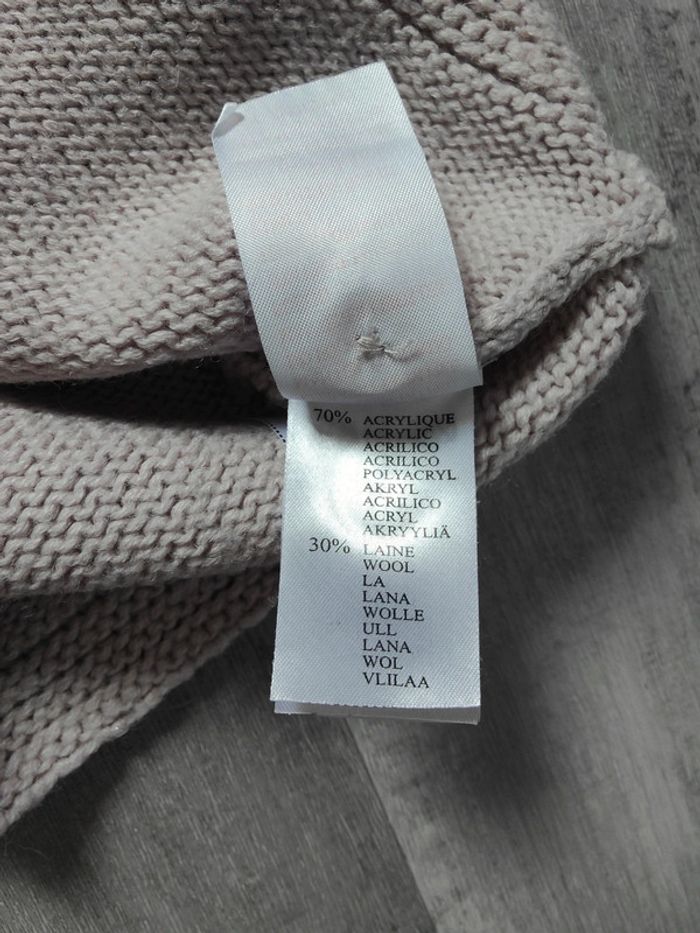 70% ACRYLIQUE
ACRYLIC
ACRILICO
ACRILICO
POLYACRYL
AKRYL
ACRILICO
ACRYL
AKRYYLIÄ
30% LAINE
WOOL
LA
LANA
WOLLE
ULL
LANA
WOL
VLILAA